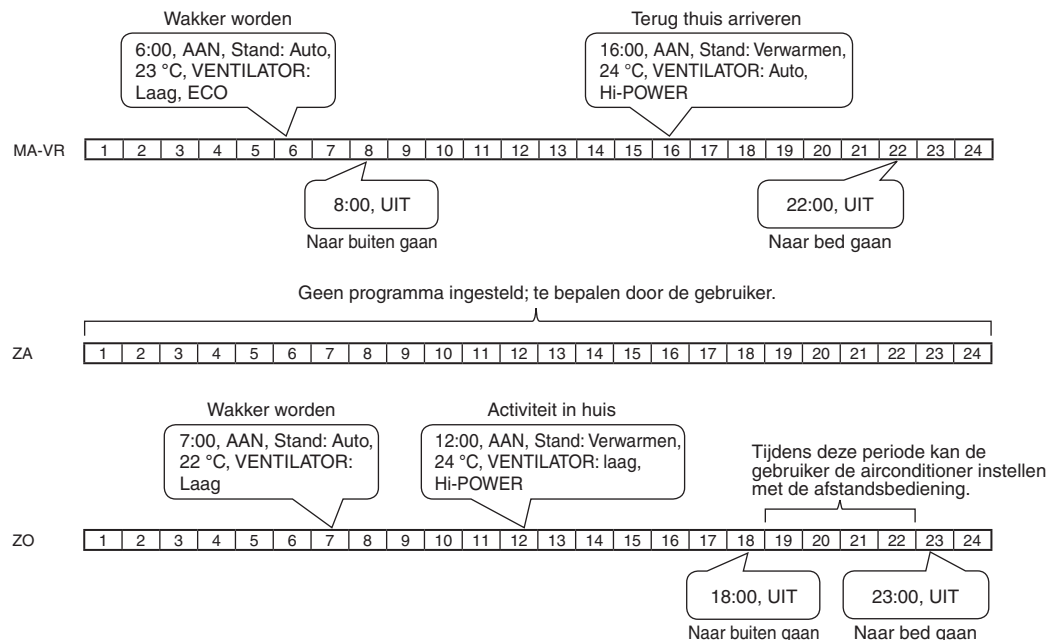 Wakker worden
6:00, AAN, Stand: Auto,
23 °C, VENTILATOR:
Laag, ECO
Terug thuis arriveren
16:00, AAN, Stand: Verwarmen,
24 °C, VENTILATOR: Auto,
Hi-POWER
MA-VR 1 2 3 4 5 6 7 8 9 10 11 12 13 14 15 16 17 18 19 20 21 22 23 24
8:00, UIT
Naar buiten gaan
22:00, UIT
Naar bed gaan
Geen programma ingesteld; te bepalen door de gebruiker.
ZA 1 2 3 4 5 6 7 8 9 10 11 12 13 14 15 16 17 18 19 20 21 22 23 24
Wakker worden
7:00, AAN, Stand: Auto,
22 °C, VENTILATOR:
Laag
Activiteit in huis
12:00, AAN, Stand: Verwarmen,
24 °C, VENTILATOR: laag,
Hi-POWER
Tijdens deze periode kan de
gebruiker de airconditioner instellen
met de afstandsbediening.
ZO 1 2 3 4 5 6 7 8 9 10 11 12 13 14 15 16 17 18 19 20 21 22 23 24
18:00, UIT
Naar buiten gaan
23:00, UIT
Naar bed gaan